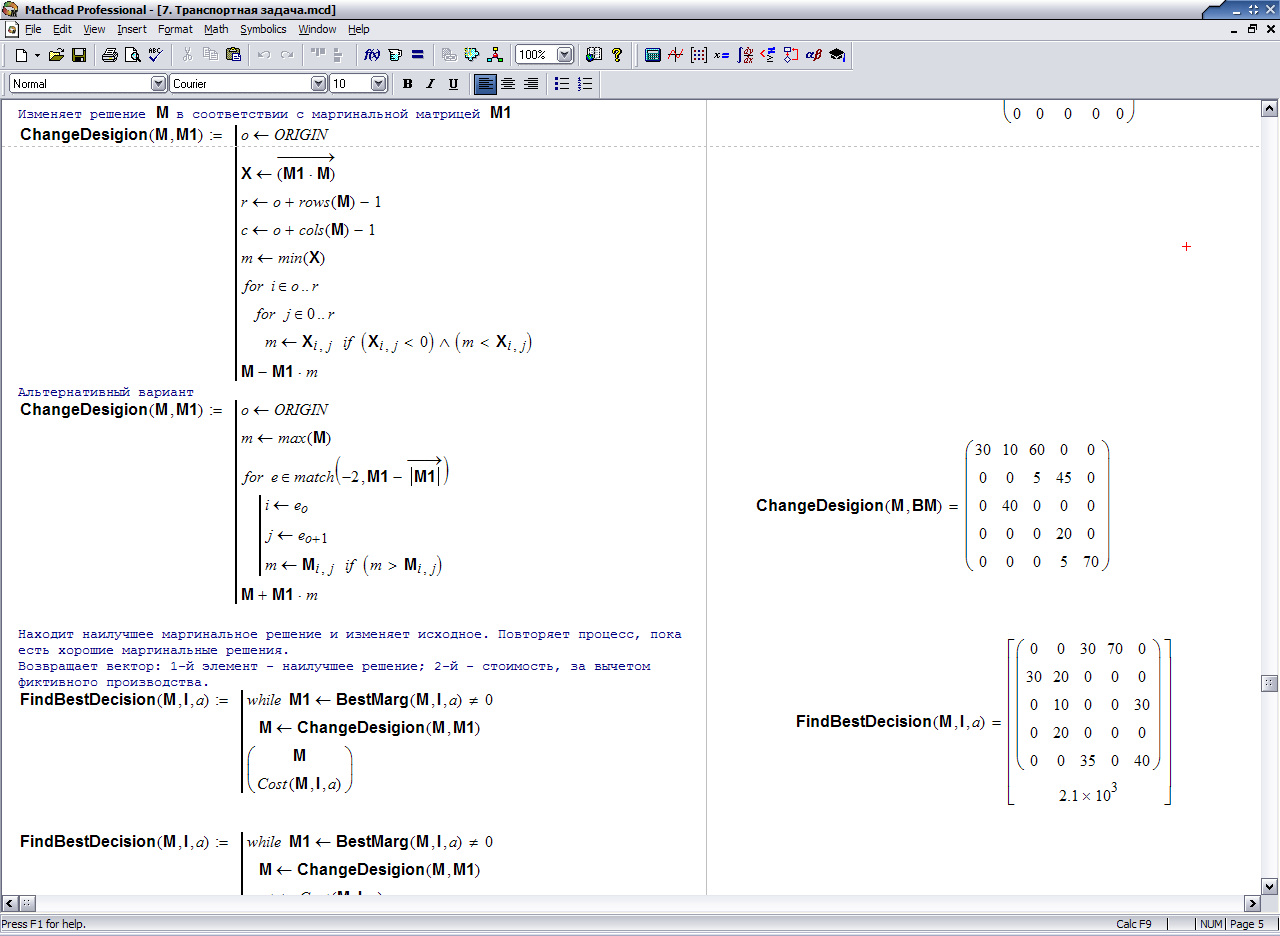 Mathcad Professional - [7. Транспортная задача.mcd]
File Edit View Insert Format Math Symbolics Window Help
100%
Normal Courier 10 B I U
Изменяет решение M в соответствии с маргинальной матрицей M1
ChangeDesigion(M,M1) := o ← ORIGIN
X ← (M1 · M)
r ← o + rows(M) − 1
c ← o + cols(M) − 1
m ← min(X)
for i ∈ o .. r
for j ∈ 0 .. r
m ← X i, j if (X i, j < 0) ∧ (m < X i, j)
M − M1 · m
Альтернативный вариант
ChangeDesigion(M,M1) := o ← ORIGIN
m ← max(M)
for e ∈ match(−2, M1 − |M1|)
i ← e o
j ← e o+1
m ← M i, j if (m > M i, j)
M + M1 · m
Находит наилучшее маргинальное решение и изменяет исходное. Повторяет процесс, пока
есть хорошие маргинальные решения.
Возвращает вектор: 1-й элемент - наилучшее решение; 2-й - стоимость, за вычетом
фиктивного производства.
FindBestDecision(M,I,a) := while M1 ← BestMarg(M,I,a) ≠ 0
M ← ChangeDesigion(M,M1)
M
Cost(M,I,a)
FindBestDecision(M,I,a) := while M1 ← BestMarg(M,I,a) ≠ 0
M ← ChangeDesigion(M,M1)
0 0 0 0 0
ChangeDesigion(M,BM) =
30 10 60 0 0
0 0 5 45 0
0 40 0 0 0
0 0 0 20 0
0 0 0 5 70
FindBestDecision(M,I,a) =
0 0 30 70 0
30 20 0 0 0
0 10 0 0 30
0 20 0 0 0
0 0 35 0 40
2.1 × 10³
Press F1 for help. Calc F9 NUM Page 5